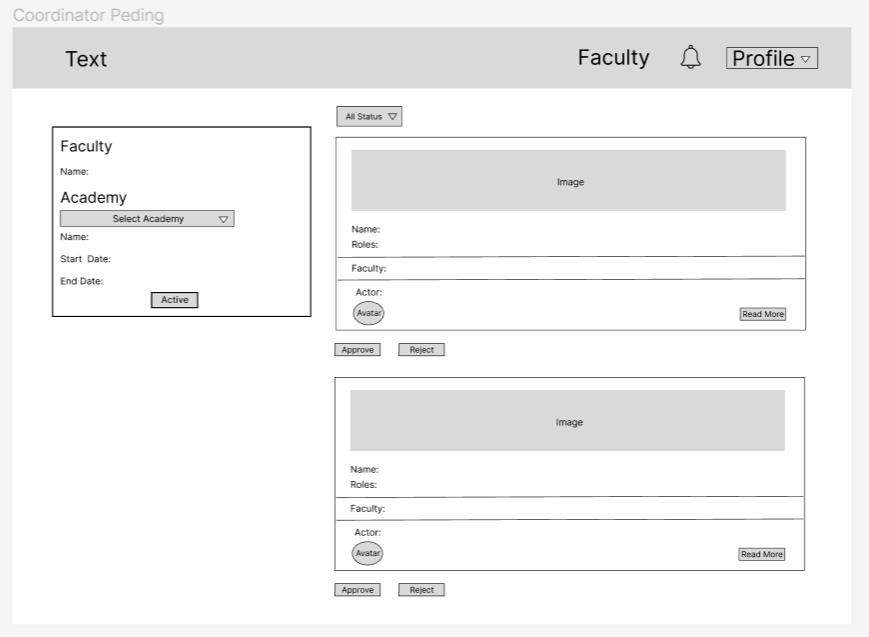 Coordinator Peding
Text
Faculty
Profile
Faculty
Name:
Academy
Select Academy
Name:
Start Date:
End Date:
Active
All Status
Image
Name:
Roles:
Faculty:
Actor:
Avatar
Read More
Approve
Reject
Image
Name:
Roles:
Faculty:
Actor:
Avatar
Read More
Approve
Reject